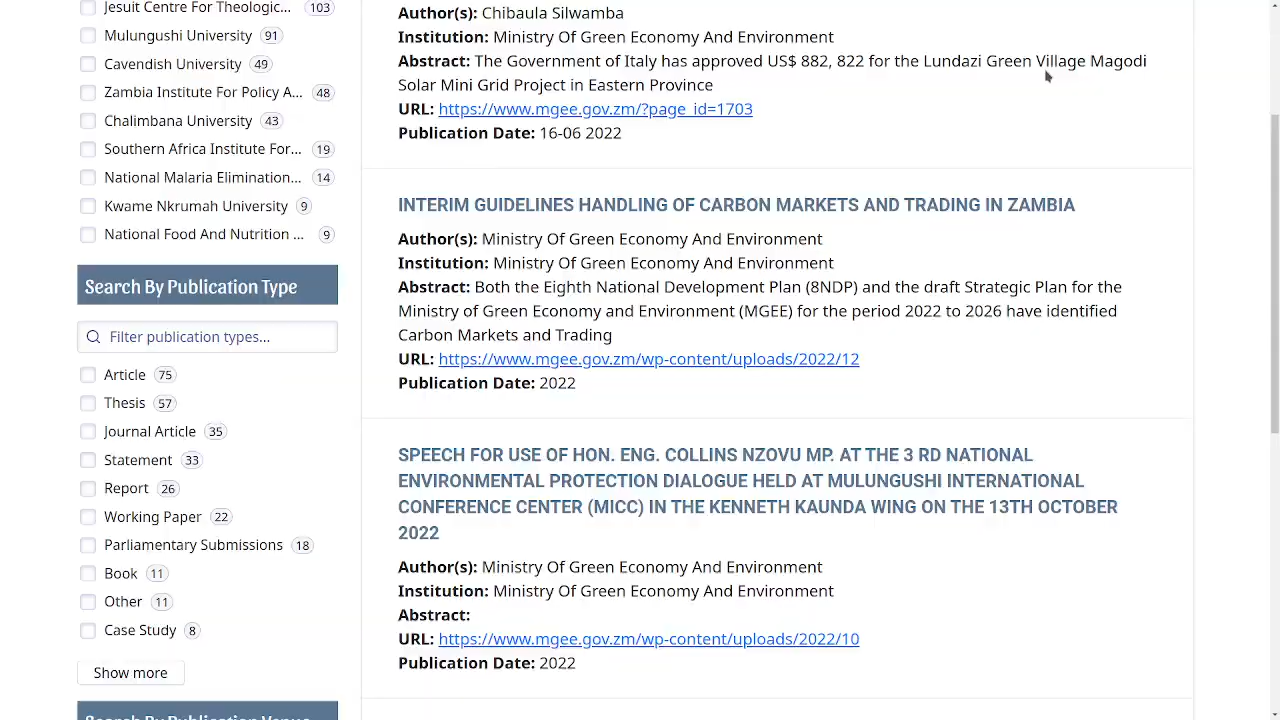 Jesuit Centre For Theologic... 103
Mulungushi University 91
Cavendish University 49
Zambia Institute For Policy A... 48
Chalimbana University 43
Southern Africa Institute For... 19
National Malaria Elimination... 14
Kwame Nkrumah University 9
National Food And Nutrition ... 9
Search By Publication Type
Filter publication types...
Article 75
Thesis 57
Journal Article 35
Statement 33
Report 26
Working Paper 22
Parliamentary Submissions 18
Book 11
Other 11
Case Study 8
Show more
Search By Publication Venue
Author(s): Chibaula Silwamba
Institution: Ministry Of Green Economy And Environment
Abstract: The Government of Italy has approved US$ 882, 822 for the Lundazi Green Village Magodi
Solar Mini Grid Project in Eastern Province
URL: https://www.mgee.gov.zm/?page_id=1703
Publication Date: 16-06 2022
INTERIM GUIDELINES HANDLING OF CARBON MARKETS AND TRADING IN ZAMBIA
Author(s): Ministry Of Green Economy And Environment
Institution: Ministry Of Green Economy And Environment
Abstract: Both the Eighth National Development Plan (8NDP) and the draft Strategic Plan for the
Ministry of Green Economy and Environment (MGEE) for the period 2022 to 2026 have identified
Carbon Markets and Trading
URL: https://www.mgee.gov.zm/wp-content/uploads/2022/12
Publication Date: 2022
SPEECH FOR USE OF HON. ENG. COLLINS NZOVU MP. AT THE 3 RD NATIONAL
ENVIRONMENTAL PROTECTION DIALOGUE HELD AT MULUNGUSHI INTERNATIONAL
CONFERENCE CENTER (MICC) IN THE KENNETH KAUNDA WING ON THE 13TH OCTOBER
2022
Author(s): Ministry Of Green Economy And Environment
Institution: Ministry Of Green Economy And Environment
Abstract:
URL: https://www.mgee.gov.zm/wp-content/uploads/2022/10
Publication Date: 2022